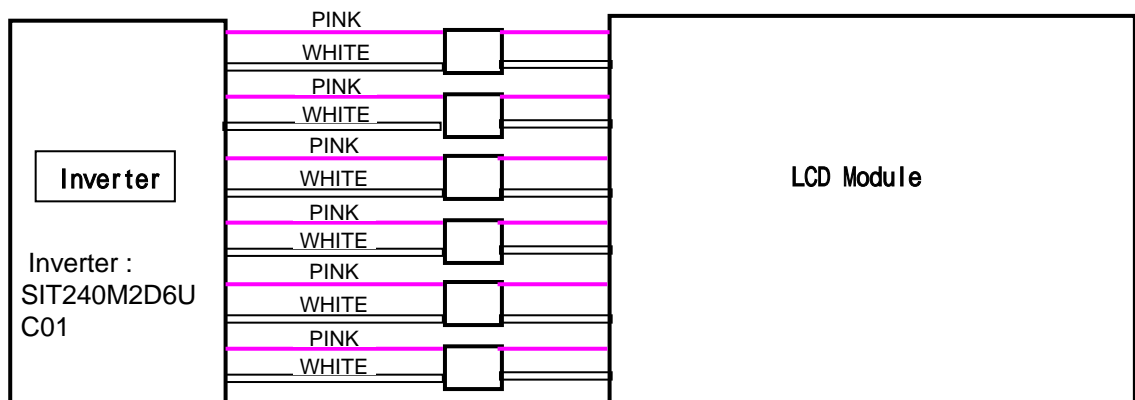 PINK
WHITE
PINK
WHITE
PINK
WHITE
PINK
WHITE
PINK
WHITE
PINK
WHITE
Inverter
Inverter :
SIT240M2D6U
C01
LCD Module